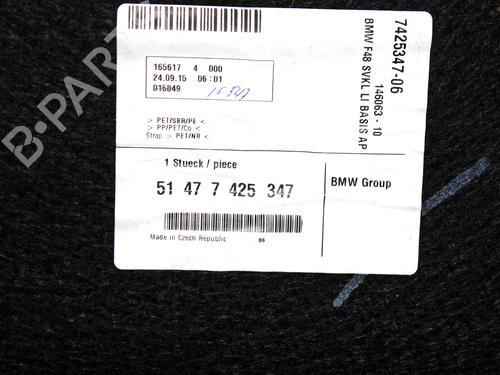 165617 4 000
24.09.15 06:01
015849
> PET/SBR/PE <
> PP/PET/Co <
Strap > PET/NR <
7425347-06
146063 - 10
BMW F48 SVKL LI BASIS AP
1 Stueck / piece
51 47 7 425 347
BMW Group
Made in Czech Republic 06
B-PARTS